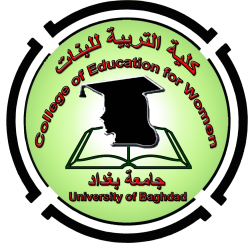 كلية التربية للبنات
College of Education for Women
جامعة بغداد
University of Baghdad